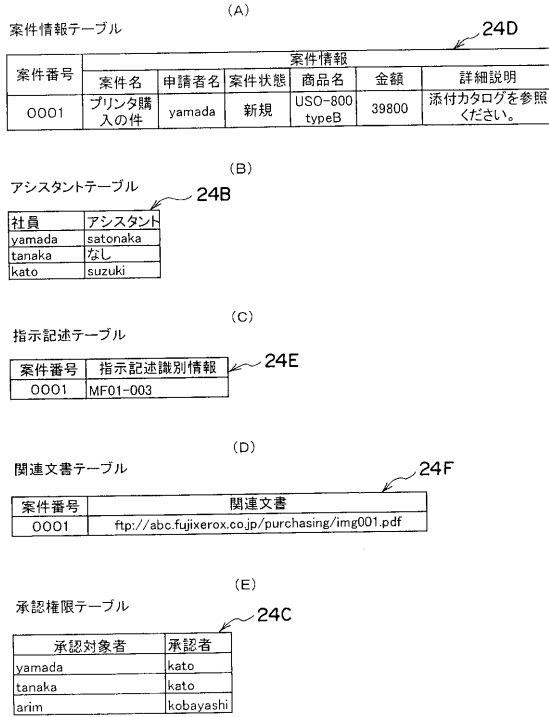 (A)
案件情報テーブル
24D
案件番号
案件情報
案件名 申請者名 案件状態 商品名 金額 詳細説明
0001 プリンタ購入の件 yamada 新規 USO-800 typeB 39800 添付カタログを参照ください。
(B)
アシスタントテーブル
24B
社員 アシスタント
yamada satonaka
tanaka なし
kato suzuki
(C)
指示記述テーブル
24E
案件番号 指示記述識別情報
0001 MF01-003
(D)
関連文書テーブル
24F
案件番号 関連文書
0001 ftp://abc.fujixerox.co.jp/purchasing/img001.pdf
(E)
承認権限テーブル
24C
承認対象者 承認者
yamada kato
tanaka kato
arim kobayashi